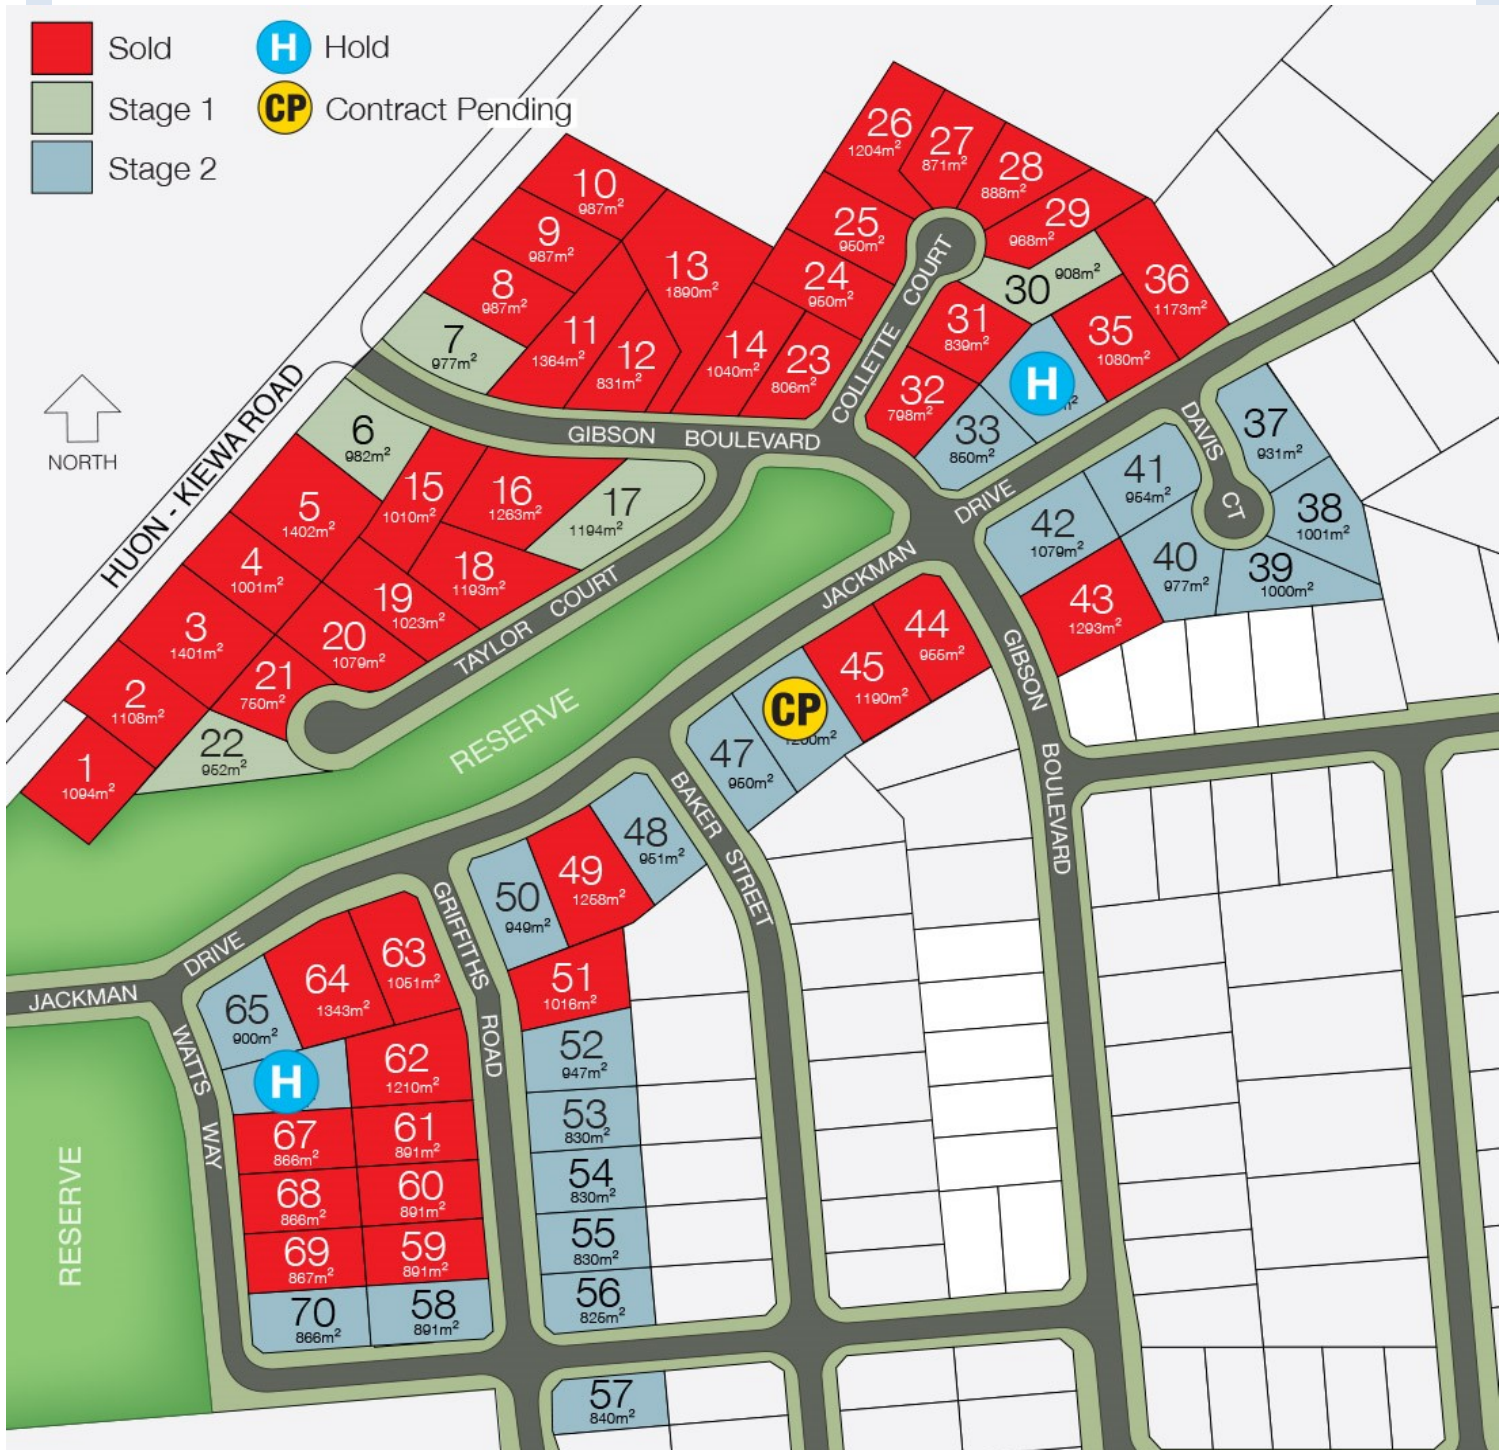 Sold
Hold
Stage 1
CP
Contract Pending
H
Stage 2
NORTH
HUON - KIEWA ROAD
10
987m²
9
987m²
8
987m²
7
977m²
13
1890m²
11
1364m²
12
831m²
14
1040m²
23
806m²
24
950m²
25
950m²
26
1204m²
27
871m²
28
888m²
29
968m²
30
908m²
31
839m²
32
798m²
33
850m²
H
35
1080m²
36
1173m²
COLLETTE COURT
GIBSON BOULEVARD
6
982m²
5
1402m²
4
1001m²
3
1401m²
2
1108m²
1
1094m²
15
1010m²
16
1263m²
17
1194m²
18
1193m²
19
1023m²
20
1079m²
21
750m²
22
952m²
TAYLOR COURT
RESERVE
JACKMAN
DRIVE
DAVIS
CT
37
931m²
38
1001m²
39
1000m²
40
977m²
41
954m²
42
1079m²
43
1293m²
44
955m²
45
1190m²
CP
1200m²
47
950m²
GIBSON
BOULEVARD
BAKER STREET
48
951m²
49
1258m²
50
949m²
51
1016m²
52
947m²
53
830m²
54
830m²
55
830m²
56
825m²
57
840m²
GRIFFITHS
ROAD
JACKMAN
DRIVE
63
1051m²
64
1343m²
65
900m²
H
62
1210m²
67
866m²
61
891m²
68
866m²
60
891m²
69
867m²
59
891m²
70
866m²
58
891m²
WATTS WAY
RESERVE